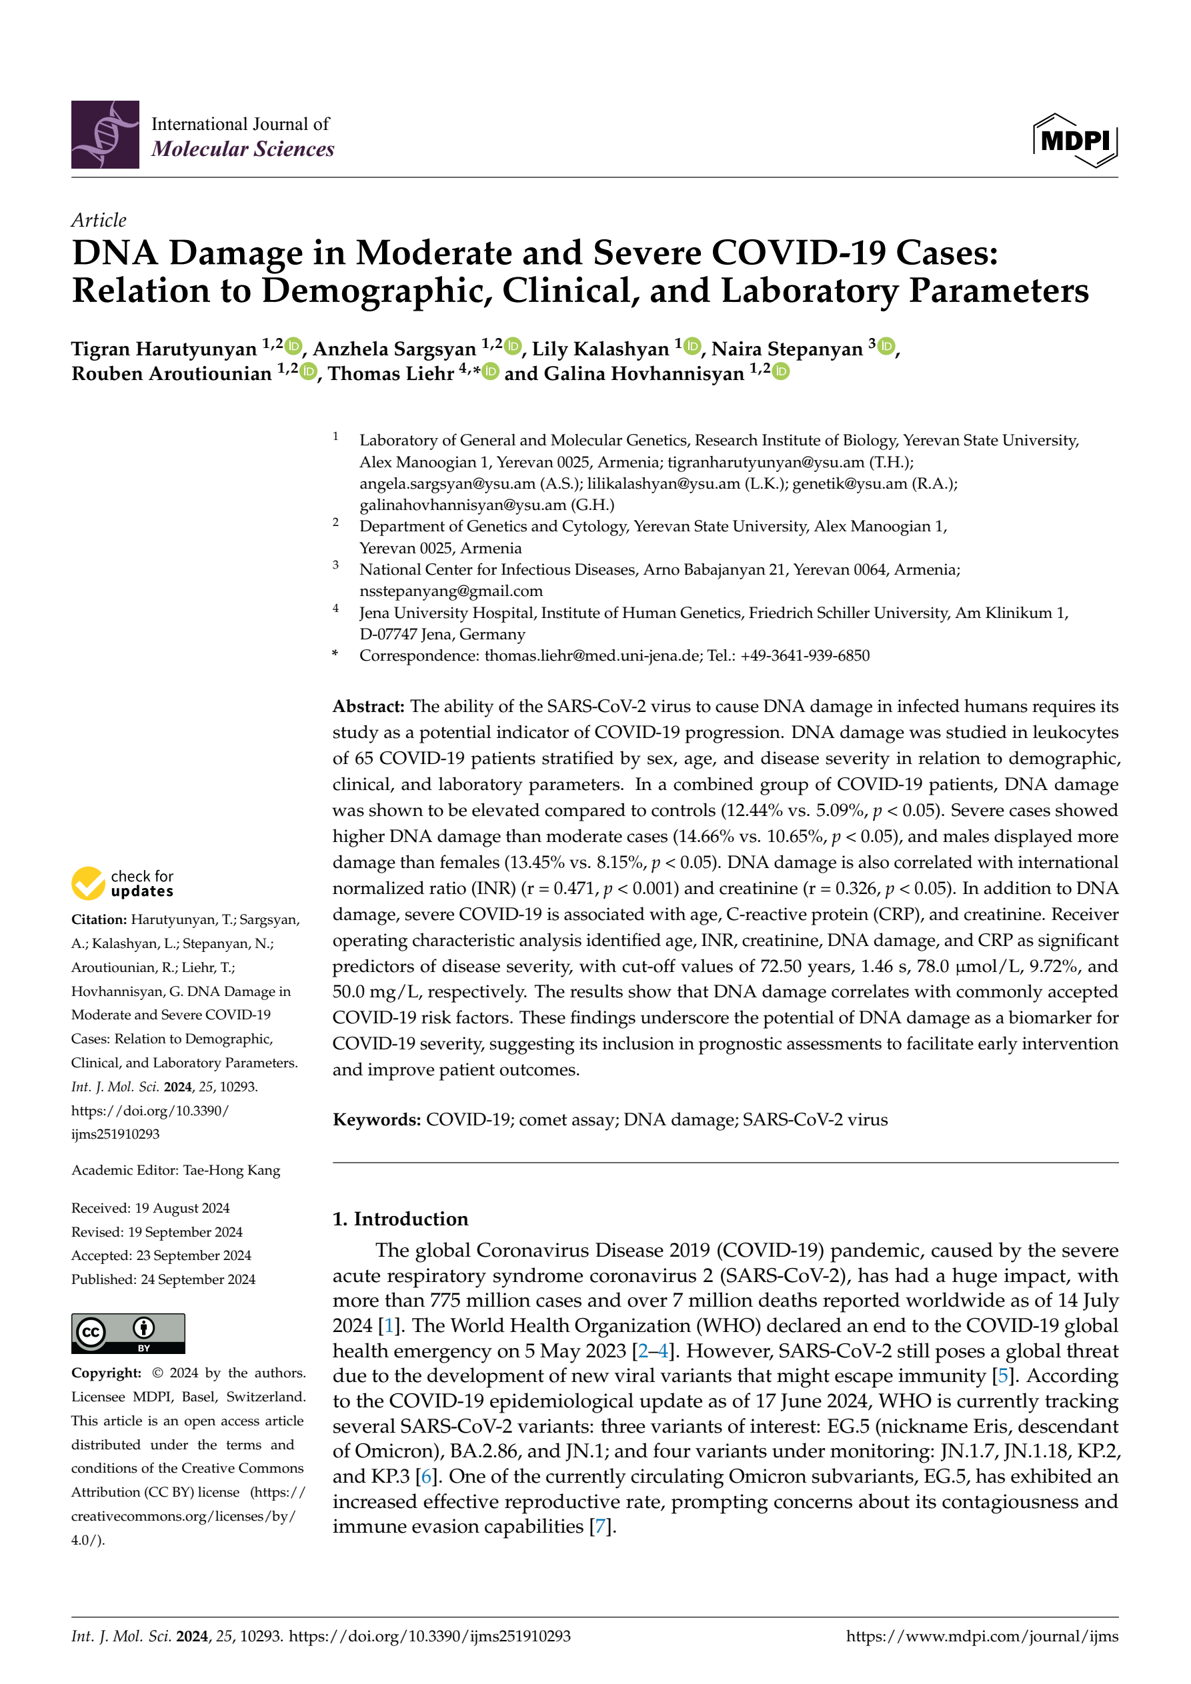 International Journal of
Molecular Sciences
MDPI
Article
DNA Damage in Moderate and Severe COVID-19 Cases:
Relation to Demographic, Clinical, and Laboratory Parameters
Tigran Harutyunyan 1,2 iD, Anzhela Sargsyan 1,2 iD, Lily Kalashyan 1 iD, Naira Stepanyan 3 iD,
Rouben Aroutiounian 1,2 iD, Thomas Liehr 4,* iD and Galina Hovhannisyan 1,2 iD
1 Laboratory of General and Molecular Genetics, Research Institute of Biology, Yerevan State University,
Alex Manoogian 1, Yerevan 0025, Armenia; tigranharutyunyan@ysu.am (T.H.);
angela.sargsyan@ysu.am (A.S.); lilikalashyan@ysu.am (L.K.); genetik@ysu.am (R.A.);
galinahovhannisyan@ysu.am (G.H.)
2 Department of Genetics and Cytology, Yerevan State University, Alex Manoogian 1,
Yerevan 0025, Armenia
3 National Center for Infectious Diseases, Arno Babajanyan 21, Yerevan 0064, Armenia;
nsstepanyang@gmail.com
4 Jena University Hospital, Institute of Human Genetics, Friedrich Schiller University, Am Klinikum 1,
D-07747 Jena, Germany
* Correspondence: thomas.liehr@med.uni-jena.de; Tel.: +49-3641-939-6850
Abstract: The ability of the SARS-CoV-2 virus to cause DNA damage in infected humans requires its
study as a potential indicator of COVID-19 progression. DNA damage was studied in leukocytes
of 65 COVID-19 patients stratified by sex, age, and disease severity in relation to demographic,
clinical, and laboratory parameters. In a combined group of COVID-19 patients, DNA damage
was shown to be elevated compared to controls (12.44% vs. 5.09%, p < 0.05). Severe cases showed
higher DNA damage than moderate cases (14.66% vs. 10.65%, p < 0.05), and males displayed more
damage than females (13.45% vs. 8.15%, p < 0.05). DNA damage is also correlated with international
normalized ratio (INR) (r = 0.471, p < 0.001) and creatinine (r = 0.326, p < 0.05). In addition to DNA
damage, severe COVID-19 is associated with age, C-reactive protein (CRP), and creatinine. Receiver
operating characteristic analysis identified age, INR, creatinine, DNA damage, and CRP as significant
predictors of disease severity, with cut-off values of 72.50 years, 1.46 s, 78.0 μmol/L, 9.72%, and
50.0 mg/L, respectively. The results show that DNA damage correlates with commonly accepted
COVID-19 risk factors. These findings underscore the potential of DNA damage as a biomarker for
COVID-19 severity, suggesting its inclusion in prognostic assessments to facilitate early intervention
and improve patient outcomes.
Keywords: COVID-19; comet assay; DNA damage; SARS-CoV-2 virus
check for
updates
Citation: Harutyunyan, T.; Sargsyan,
A.; Kalashyan, L.; Stepanyan, N.;
Aroutiounian, R.; Liehr, T.;
Hovhannisyan, G. DNA Damage in
Moderate and Severe COVID-19
Cases: Relation to Demographic,
Clinical, and Laboratory Parameters.
Int. J. Mol. Sci. 2024, 25, 10293.
https://doi.org/10.3390/
ijms251910293
Academic Editor: Tae-Hong Kang
Received: 19 August 2024
Revised: 19 September 2024
Accepted: 23 September 2024
Published: 24 September 2024
cc BY
Copyright: © 2024 by the authors.
Licensee MDPI, Basel, Switzerland.
This article is an open access article
distributed under the terms and
conditions of the Creative Commons
Attribution (CC BY) license (https://
creativecommons.org/licenses/by/
4.0/).
1. Introduction
The global Coronavirus Disease 2019 (COVID-19) pandemic, caused by the severe
acute respiratory syndrome coronavirus 2 (SARS-CoV-2), has had a huge impact, with
more than 775 million cases and over 7 million deaths reported worldwide as of 14 July
2024 [1]. The World Health Organization (WHO) declared an end to the COVID-19 global
health emergency on 5 May 2023 [2–4]. However, SARS-CoV-2 still poses a global threat
due to the development of new viral variants that might escape immunity [5]. According
to the COVID-19 epidemiological update as of 17 June 2024, WHO is currently tracking
several SARS-CoV-2 variants: three variants of interest: EG.5 (nickname Eris, descendant
of Omicron), BA.2.86, and JN.1; and four variants under monitoring: JN.1.7, JN.1.18, KP.2,
and KP.3 [6]. One of the currently circulating Omicron subvariants, EG.5, has exhibited an
increased effective reproductive rate, prompting concerns about its contagiousness and
immune evasion capabilities [7].
Int. J. Mol. Sci. 2024, 25, 10293. https://doi.org/10.3390/ijms251910293
https://www.mdpi.com/journal/ijms